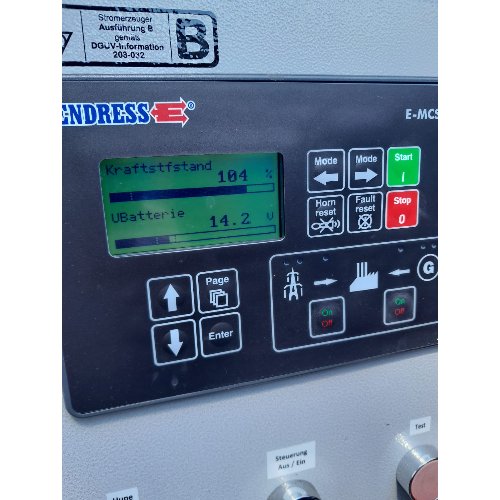 Stromerzeuger
Ausführung B
gemäß
DGUV-Information
203-032
B
ENDRESS E ®
E-MCS
Kraftstfstand
104 %
UBatterie
14.2 V
Mode
Mode
Start
I
Horn
reset
Fault
reset
Stop
0
Page
Enter
G
On
Off
On
Off
Steuerung
Aus / Ein
Test
Hupe